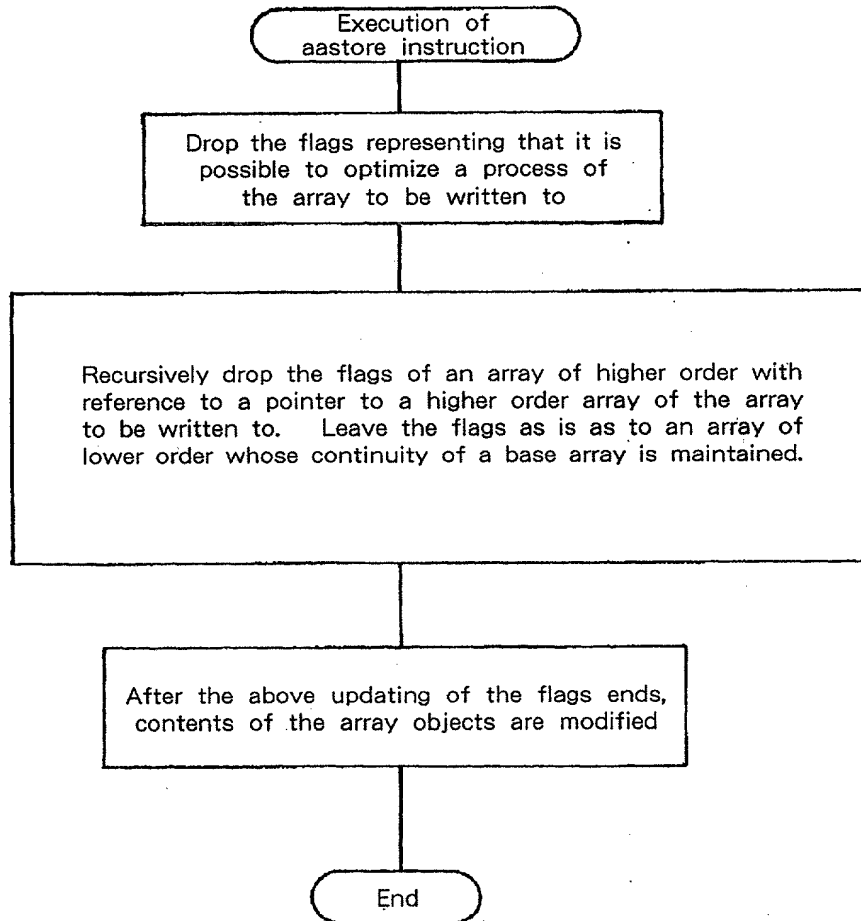 Execution of
aastore instruction
Drop the flags representing that it is
possible to optimize a process of
the array to be written to
Recursively drop the flags of an array of higher order with
reference to a pointer to a higher order array of the array
to be written to. Leave the flags as is as to an array of
lower order whose continuity of a base array is maintained.
After the above updating of the flags ends,
contents of the array objects are modified
End